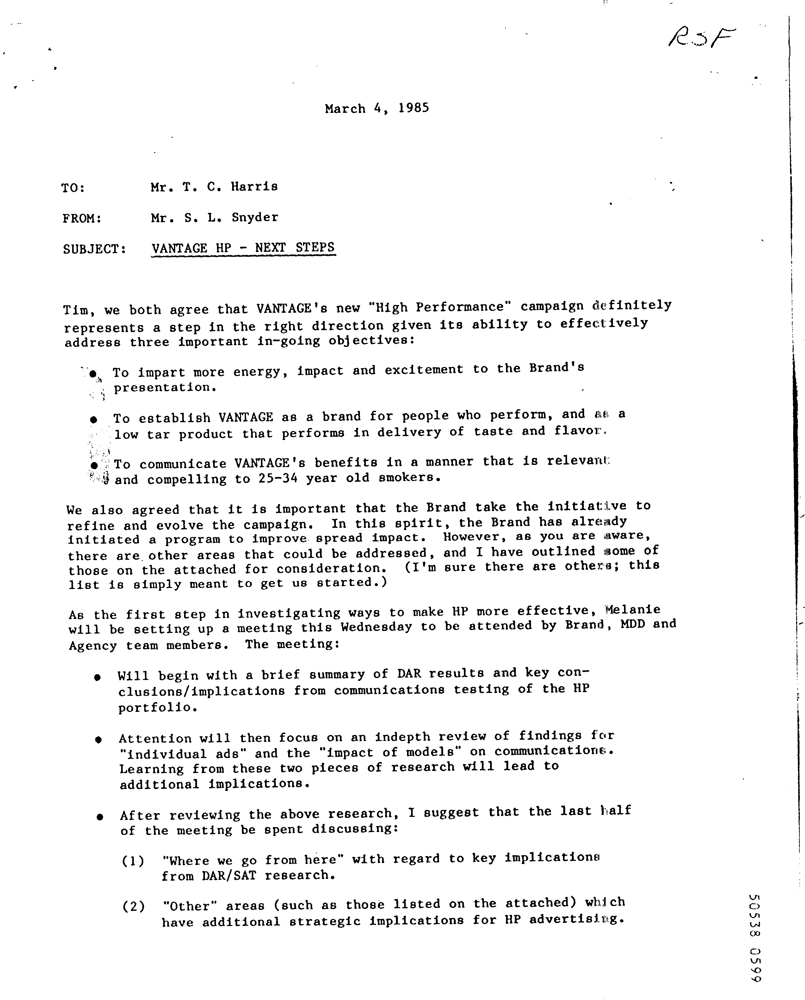 RSF
March 4, 1985
TO: Mr. T. C. Harris
FROM: Mr. S. L. Snyder
SUBJECT: VANTAGE HP - NEXT STEPS
Tim, we both agree that VANTAGE's new "High Performance" campaign definitely
represents a step in the right direction given its ability to effectively
address three important in-going objectives:
● To impart more energy, impact and excitement to the Brand's
presentation.
● To establish VANTAGE as a brand for people who perform, and as a
low tar product that performs in delivery of taste and flavor.
● To communicate VANTAGE's benefits in a manner that is relevant
and compelling to 25-34 year old smokers.
We also agreed that it is important that the Brand take the initiative to
refine and evolve the campaign. In this spirit, the Brand has already
initiated a program to improve spread impact. However, as you are aware,
there are other areas that could be addressed, and I have outlined some of
those on the attached for consideration. (I'm sure there are others; this
list is simply meant to get us started.)
As the first step in investigating ways to make HP more effective, Melanie
will be setting up a meeting this Wednesday to be attended by Brand, MDD and
Agency team members. The meeting:
● Will begin with a brief summary of DAR results and key con-
clusions/implications from communications testing of the HP
portfolio.
● Attention will then focus on an indepth review of findings for
"individual ads" and the "impact of models" on communications.
Learning from these two pieces of research will lead to
additional implications.
● After reviewing the above research, I suggest that the last half
of the meeting be spent discussing:
(1) "Where we go from here" with regard to key implications
from DAR/SAT research.
(2) "Other" areas (such as those listed on the attached) which
have additional strategic implications for HP advertising.
50538 0599